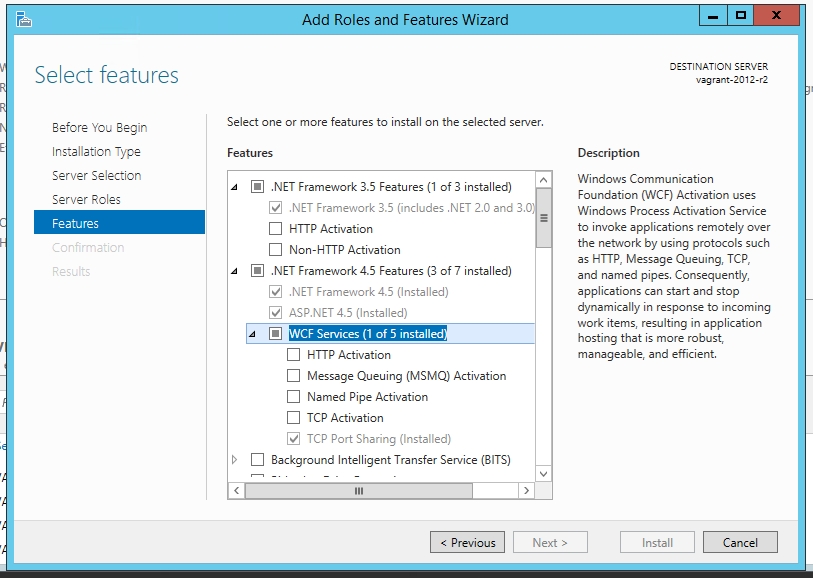 Add Roles and Features Wizard
Select features
DESTINATION SERVER
vagrant-2012-r2
Before You Begin
Installation Type
Server Selection
Server Roles
Features
Confirmation
Results
Select one or more features to install on the selected server.
Features
.NET Framework 3.5 Features (1 of 3 installed)
.NET Framework 3.5 (includes .NET 2.0 and 3.0)
HTTP Activation
Non-HTTP Activation
.NET Framework 4.5 Features (3 of 7 installed)
.NET Framework 4.5 (Installed)
ASP.NET 4.5 (Installed)
WCF Services (1 of 5 installed)
HTTP Activation
Message Queuing (MSMQ) Activation
Named Pipe Activation
TCP Activation
TCP Port Sharing (Installed)
Background Intelligent Transfer Service (BITS)
Description
Windows Communication
Foundation (WCF) Activation uses
Windows Process Activation Service
to invoke applications remotely over
the network by using protocols such
as HTTP, Message Queuing, TCP,
and named pipes. Consequently,
applications can start and stop
dynamically in response to incoming
work items, resulting in application
hosting that is more robust,
manageable, and efficient.
< Previous
Next >
Install
Cancel